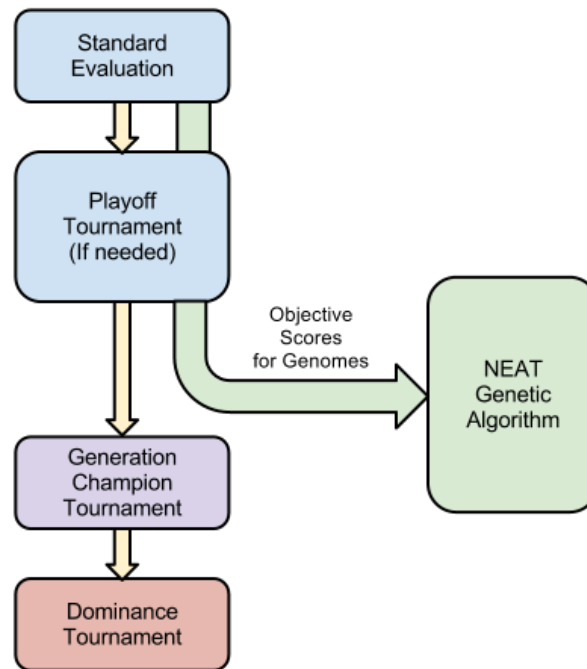 Standard
Evaluation
Playoff
Tournament
(If needed)
Objective
Scores
for Genomes
NEAT
Genetic
Algorithm
Generation
Champion
Tournament
Dominance
Tournament